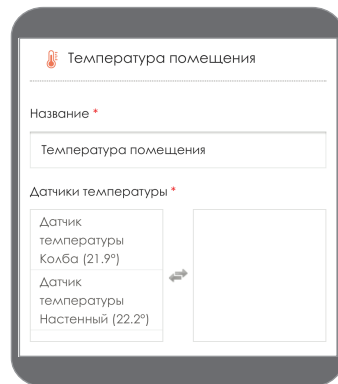 Температура помещения
Название *
Температура помещения
Датчики температуры *
Датчик
температуры
Колба (21.9°)
Датчик
температуры
Настенный (22.2°)